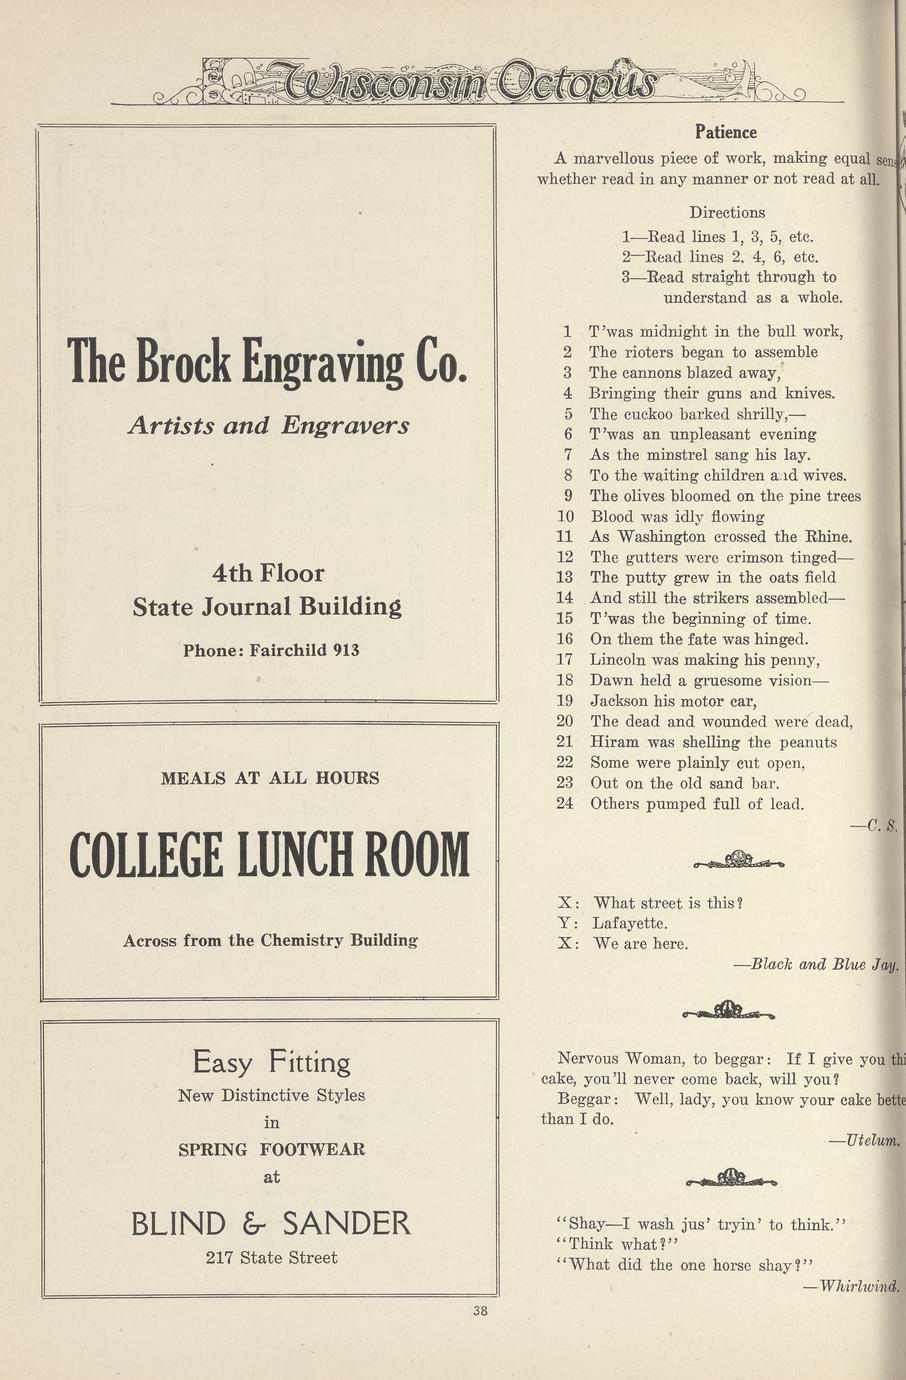 Wisconsin Octopus
The Brock Engraving Co.
Artists and Engravers
4th Floor
State Journal Building
Phone: Fairchild 913
MEALS AT ALL HOURS
COLLEGE LUNCH ROOM
Across from the Chemistry Building
Easy Fitting
New Distinctive Styles
in
SPRING FOOTWEAR
at
BLIND & SANDER
217 State Street
Patience
A marvellous piece of work, making equal
whether read in any manner or not read at all.
Directions
1—Read lines 1, 3, 5, etc.
2—Read lines 2, 4, 6, etc.
3—Read straight through to
understand as a whole.
1 T'was midnight in the bull work,
2 The rioters began to assemble
3 The cannons blazed away,
4 Bringing their guns and knives.
5 The cuckoo barked shrilly,—
6 T'was an unpleasant evening
7 As the minstrel sang his lay.
8 To the waiting children and wives.
9 The olives bloomed on the pine trees
10 Blood was idly flowing
11 As Washington crossed the Rhine.
12 The gutters were crimson tinged—
13 The putty grew in the oats field
14 And still the strikers assembled—
15 T'was the beginning of time.
16 On them the fate was hinged.
17 Lincoln was making his penny,
18 Dawn held a gruesome vision—
19 Jackson his motor car,
20 The dead and wounded were dead,
21 Hiram was shelling the peanuts
22 Some were plainly cut open,
23 Out on the old sand bar.
24 Others pumped full of lead.
—C. S.
X: What street is this?
Y: Lafayette.
X: We are here.
—Black and Blue Jay.
Nervous Woman, to beggar: If I give you
cake, you'll never come back, will you?
Beggar: Well, lady, you know your cake
than I do.
—Utelum.
"Shay—I wash jus' tryin' to think."
"Think what?"
"What did the one horse shay?"
—Whirlwind.
38